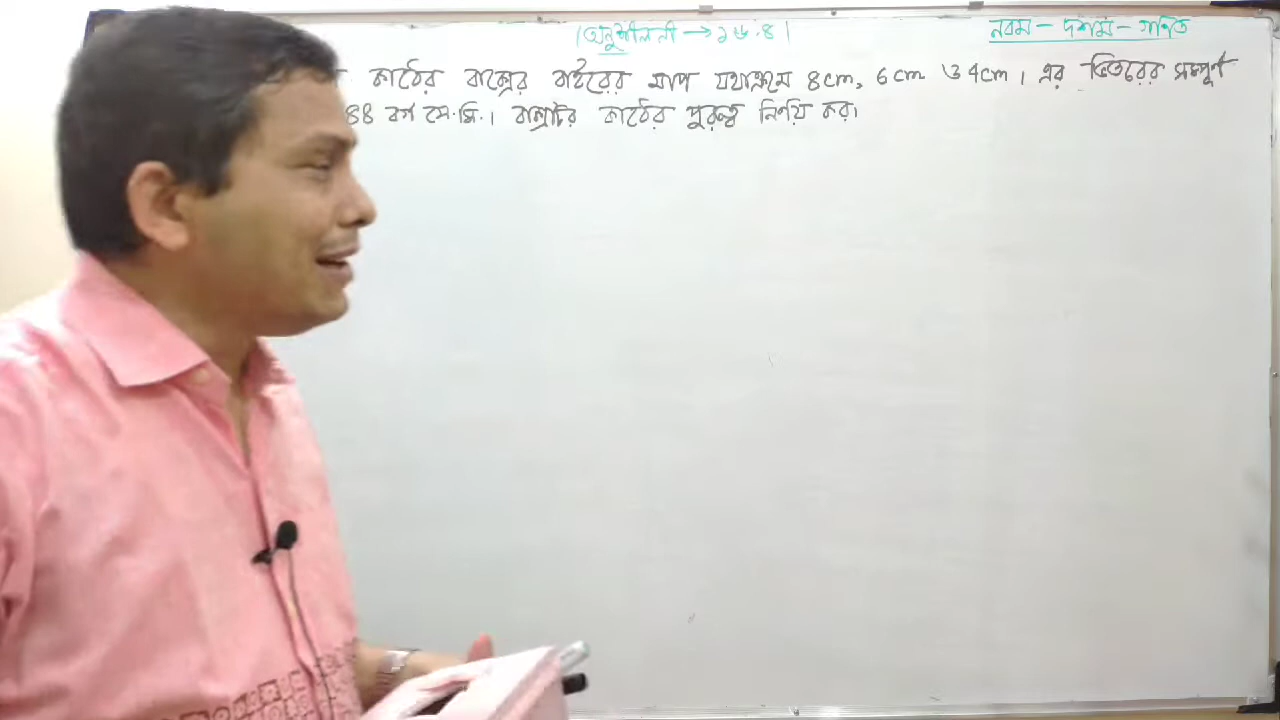 অনুশীলনী → ১৬.৪
নবম - দশম - গণিত
কাঠের বাক্সের বাইরের মাপ যথাক্রমে 8cm, 6cm ও 4cm। এর ভিতরের সম্পূর্ণ
88 বর্গ সে.মি.। বাক্সটির কাঠের পুরুত্ব নির্ণয় কর।